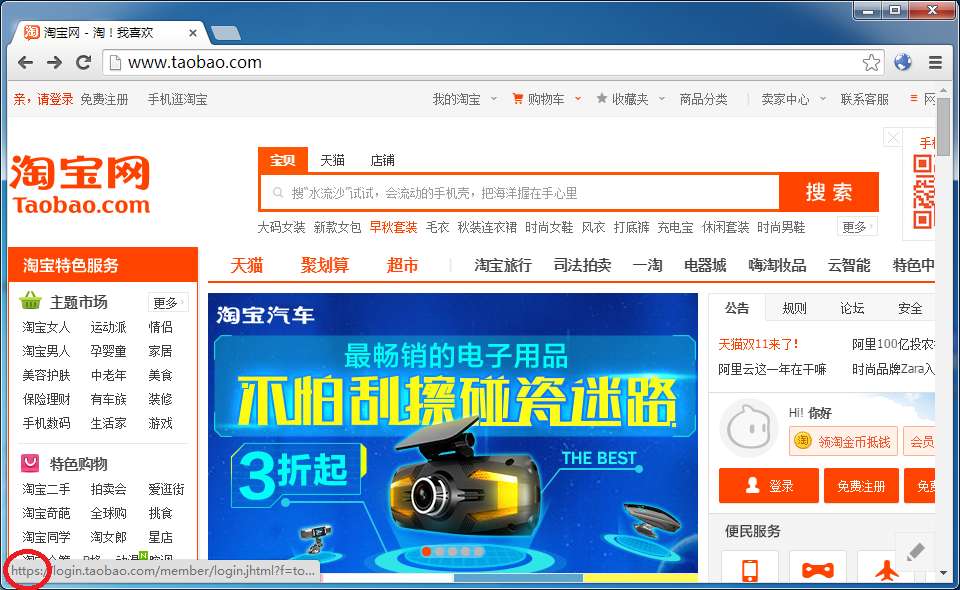 淘宝网 - 淘！我喜欢
www.taobao.com
亲，请登录 免费注册 手机逛淘宝 我的淘宝 购物车 收藏夹 商品分类 卖家中心 联系客服
淘宝网
Taobao.com
宝贝 天猫 店铺
搜“水流沙”试试，会流动的手机壳，把海洋握在手心里
搜索
大码女装 新款女包 早秋套装 毛衣 秋装连衣裙 时尚女鞋 风衣 打底裤 充电宝 休闲套装 时尚男鞋 更多
淘宝特色服务
天猫 聚划算 超市 淘宝旅行 司法拍卖 一淘 电器城 嗨淘妆品 云智能 特色中
主题市场 更多
淘宝女人 运动派 情侣
淘宝男人 孕婴童 家居
美容护肤 中老年 美食
保险理财 有车族 装修
手机数码 生活家 游戏
特色购物
淘宝二手 拍卖会 爱逛街
淘宝奇葩 全球购 挑食
淘宝同学 淘女郎 星店
淘宝汽车
最畅销的电子用品
不怕刮擦碰瓷迷路
3折起
THE BEST
公告 规则 论坛 安全
天猫双11来了！ 阿里100亿投农
阿里云这一年在干嘛 时尚品牌Zara入
Hi! 你好
淘 领淘金币抵钱 会员
登录 免费注册 免费
便民服务
https://login.taobao.com/member/login.jhtml?f=to...